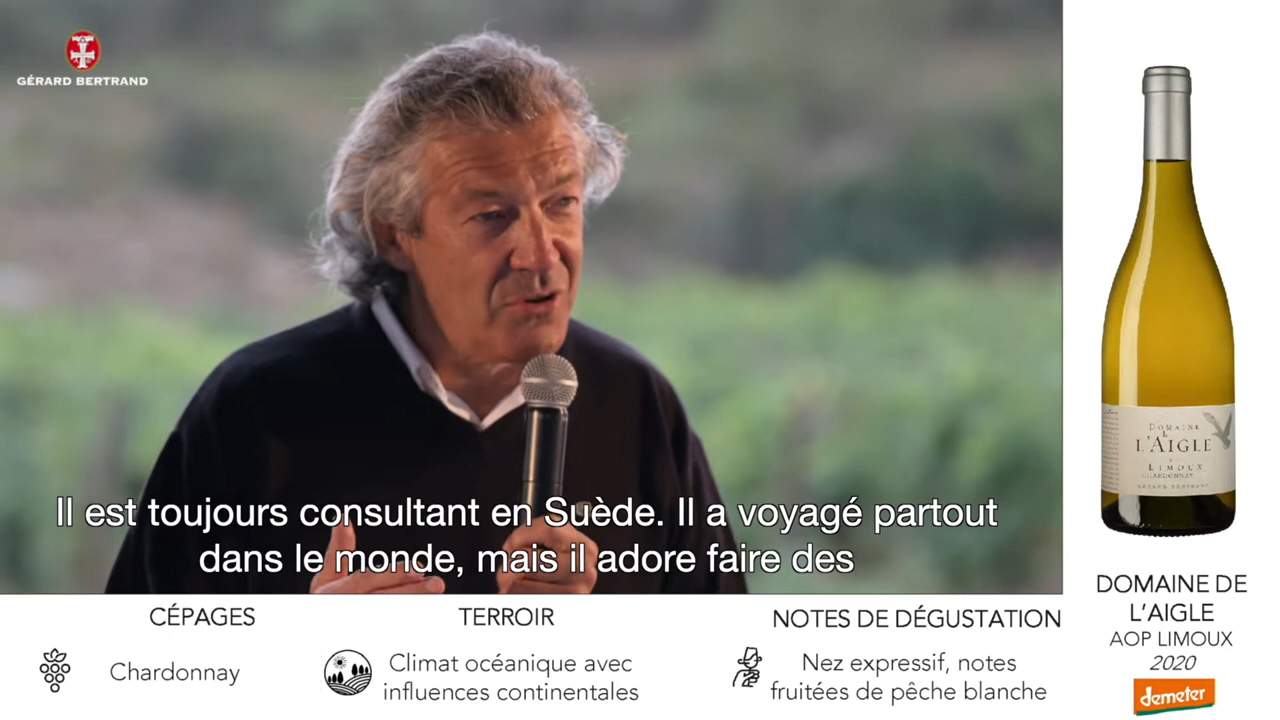 GÉRARD BERTRAND
Il est toujours consultant en Suède. Il a voyagé partout
dans le monde, mais il adore faire des
CÉPAGES
Chardonnay
TERROIR
Climat océanique avec
influences continentales
NOTES DE DÉGUSTATION
Nez expressif, notes
fruitées de pêche blanche
DOMAINE
L'AIGLE
LIMOUX
CHARDONNAY
GÉRARD BERTRAND
DOMAINE DE
L'AIGLE
AOP LIMOUX
2020
demeter